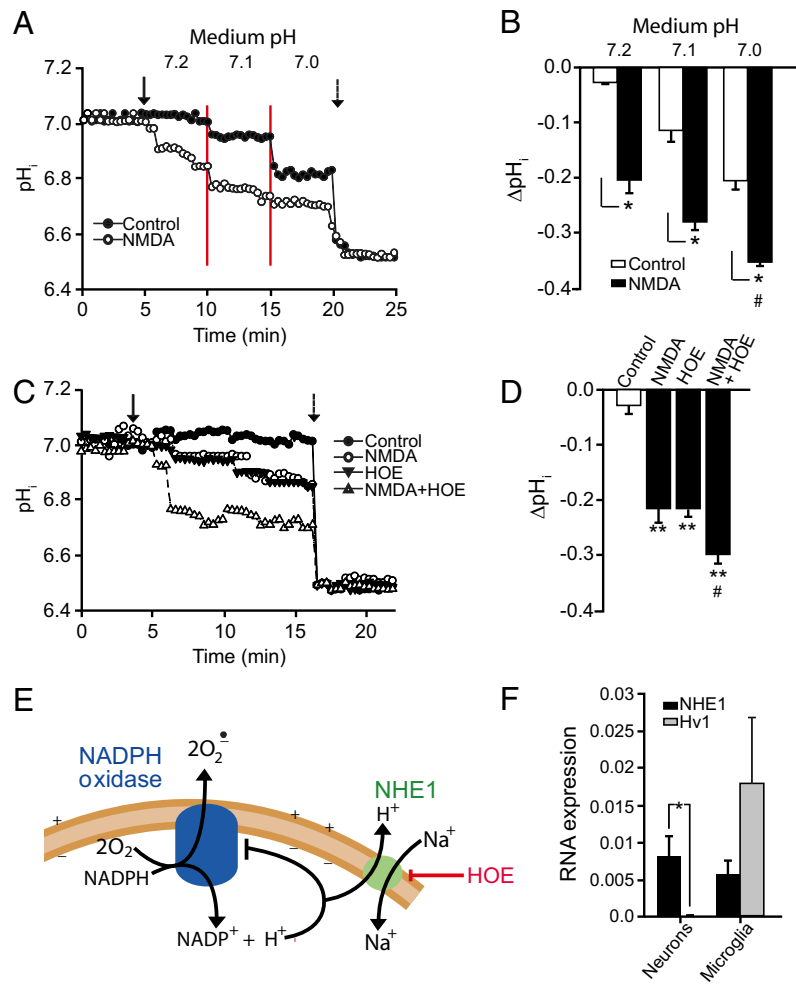 A
Medium pH
7.2 7.1 7.0
7.2
7.0
6.8
6.6
6.4
pHi
Control
NMDA
0 5 10 15 20 25
Time (min)
B
Medium pH
7.2 7.1 7.0
0.0
-0.1
-0.2
-0.3
-0.4
ΔpHi
* * *
#
Control
NMDA
C
7.2
7.0
6.8
6.6
6.4
pHi
Control
NMDA
HOE
NMDA+HOE
0 5 10 15 20
Time (min)
D
Control
NMDA
HOE
NMDA
+ HOE
0.0
-0.1
-0.2
-0.3
-0.4
ΔpHi
** ** **
#
E
NADPH
oxidase
2O2•-
2O2
NADPH
NADP+ + H+
NHE1
H+
Na+
HOE
Na+
+ - + - + -
F
NHE1
Hv1
0.03
0.025
0.02
0.015
0.01
0.005
0.0
RNA expression
*
Neurons
Microglia